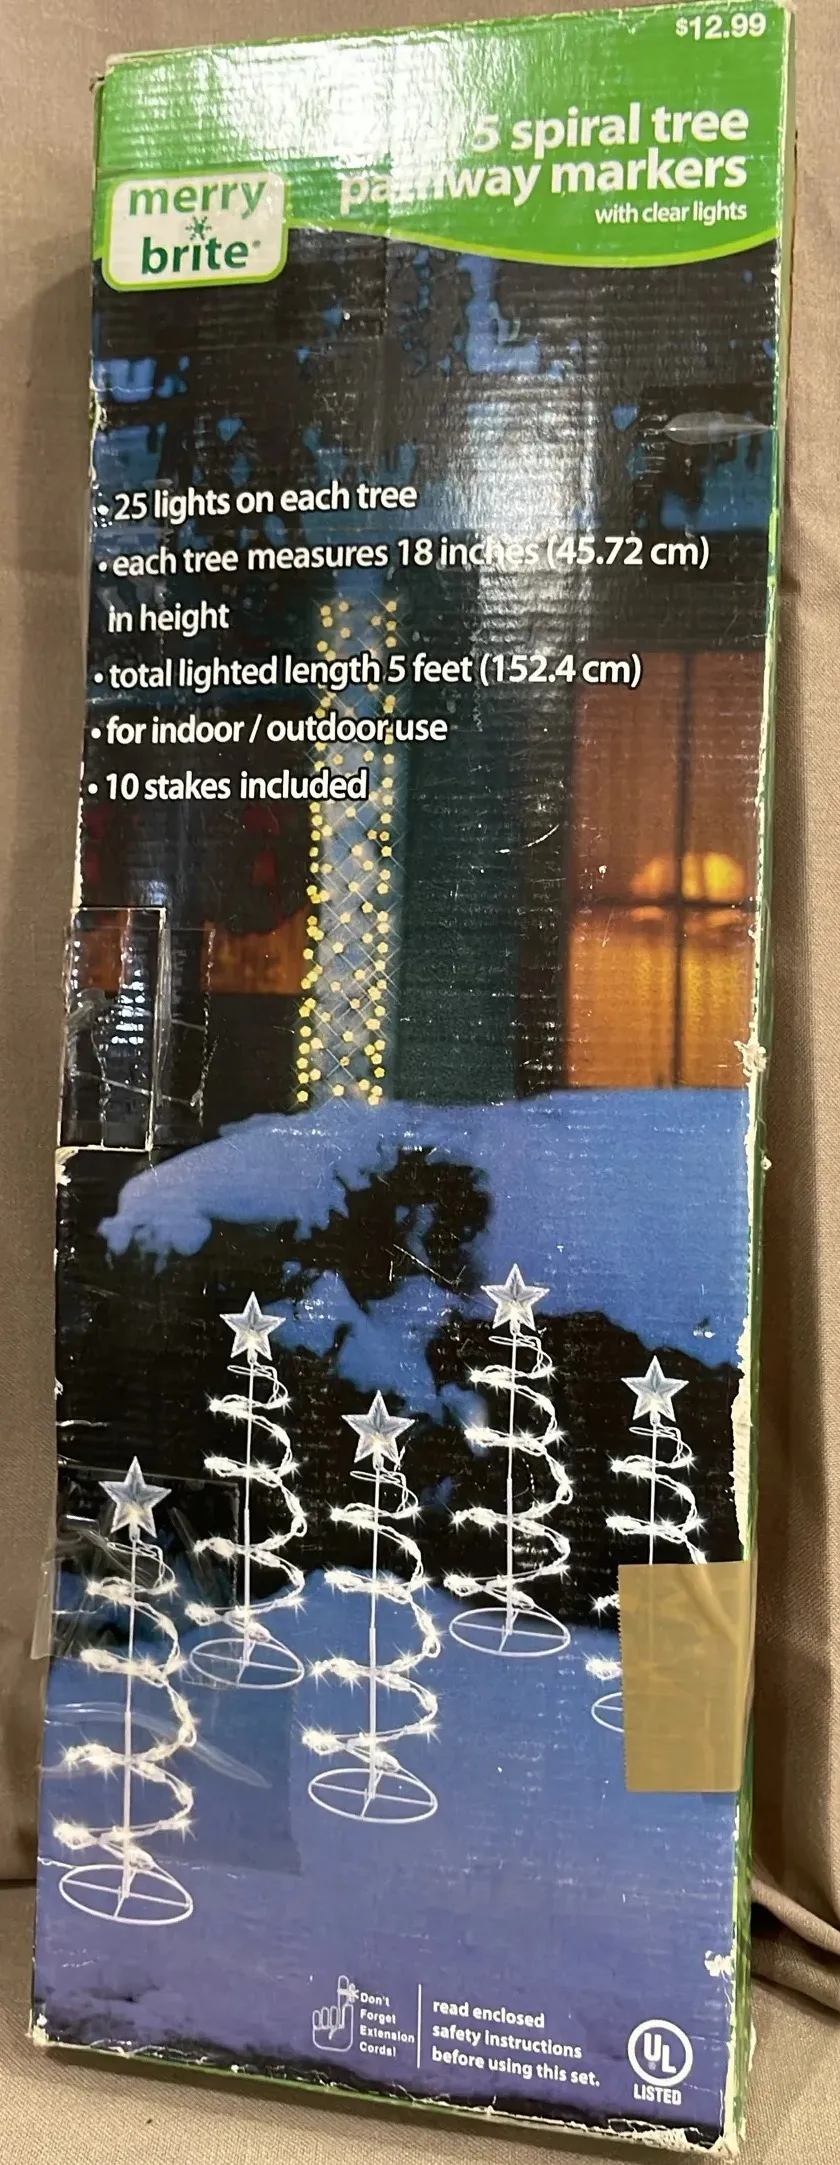 $12.99
5 spiral tree
pathway markers
with clear lights
merry
brite
• 25 lights on each tree
• each tree measures 18 inches (45.72 cm)
in height
• total lighted length 5 feet (152.4 cm)
• for indoor / outdoor use
• 10 stakes included
Don't
Forget
Extension
Cords!
read enclosed
safety instructions
before using this set.
UL
LISTED